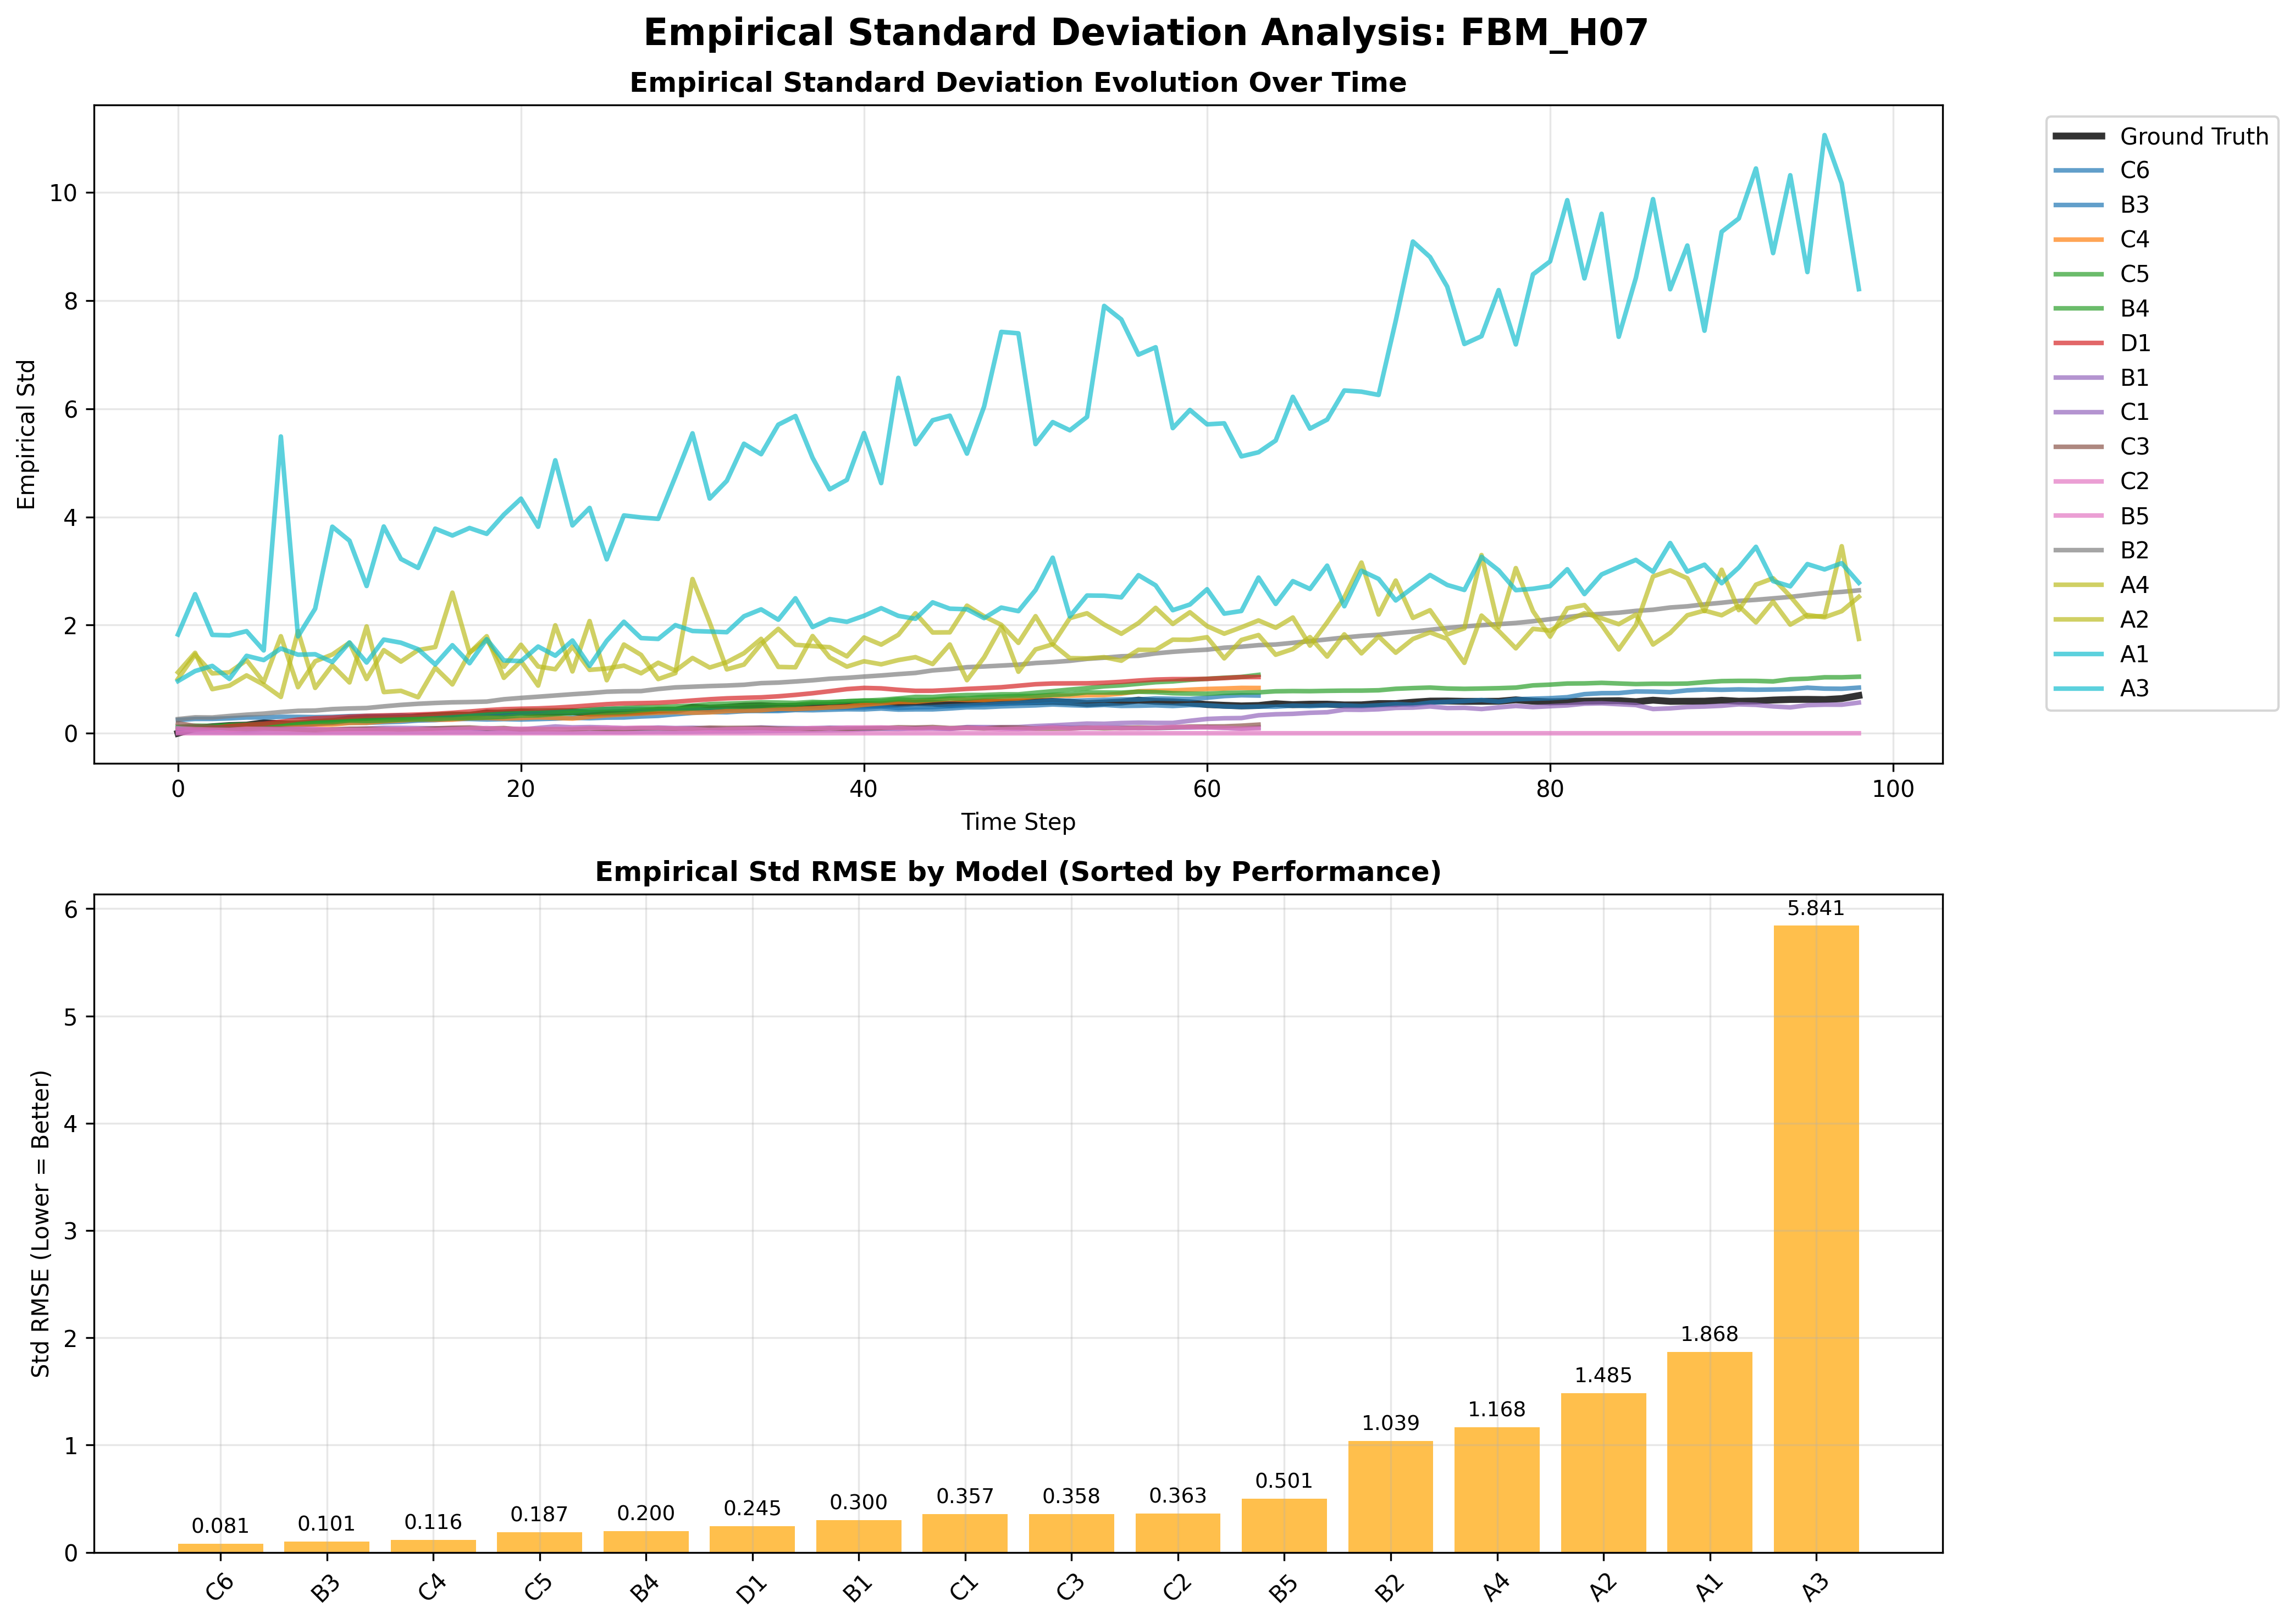 Empirical Standard Deviation Analysis: FBM_H07
Empirical Standard Deviation Evolution Over Time
Empirical Std
10
8
6
4
2
0
0 20 40 60 80 100
Time Step
Ground Truth
C6
B3
C4
C5
B4
D1
B1
C1
C3
C2
B5
B2
A4
A2
A1
A3
Empirical Std RMSE by Model (Sorted by Performance)
Std RMSE (Lower = Better)
6
5
4
3
2
1
0
0.081 0.101 0.116 0.187 0.200 0.245 0.300 0.357 0.358 0.363 0.501 1.039 1.168 1.485 1.868 5.841
C6 B3 C4 C5 B4 D1 B1 C1 C3 C2 B5 B2 A4 A2 A1 A3